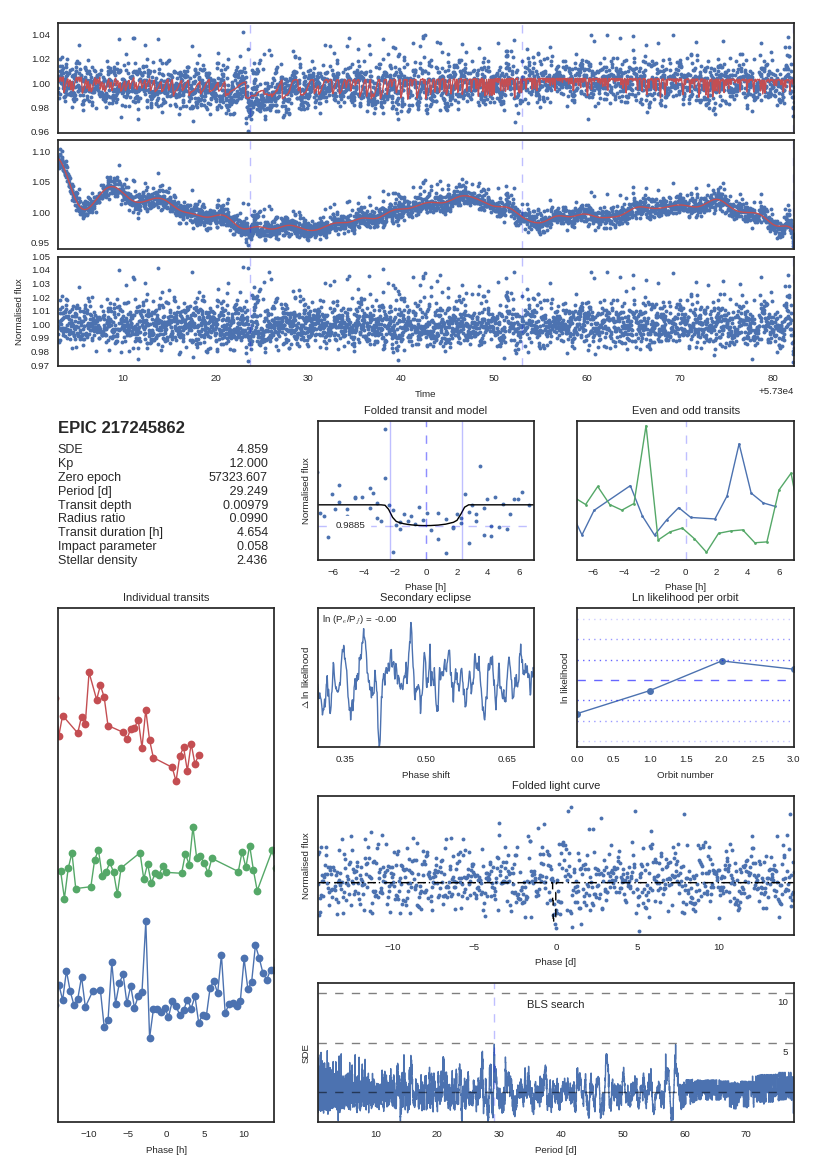 1.04
1.02
1.00
0.98
0.96
1.10
1.05
1.00
0.95
1.05
1.04
1.03
1.02
1.01
1.00
0.99
0.98
0.97
Normalised flux
10 20 30 40 50 60 70 80
Time
+5.73e4
EPIC 217245862
SDE 4.859
Kp 12.000
Zero epoch 57323.607
Period [d] 29.249
Transit depth 0.00979
Radius ratio 0.0990
Transit duration [h] 4.654
Impact parameter 0.058
Stellar density 2.436
Folded transit and model
Normalised flux
0.9885
−6 −4 −2 0 2 4 6
Phase [h]
Even and odd transits
−6 −4 −2 0 2 4 6
Phase [h]
Individual transits
−10 −5 0 5 10
Phase [h]
Secondary eclipse
ln (Pₑ/Pf) = -0.00
Δ ln likelihood
0.35 0.50 0.65
Phase shift
Ln likelihood per orbit
ln likelihood
0.0 0.5 1.0 1.5 2.0 2.5 3.0
Orbit number
Folded light curve
Normalised flux
−10 −5 0 5 10
Phase [d]
BLS search
10
5
SDE
10 20 30 40 50 60 70
Period [d]